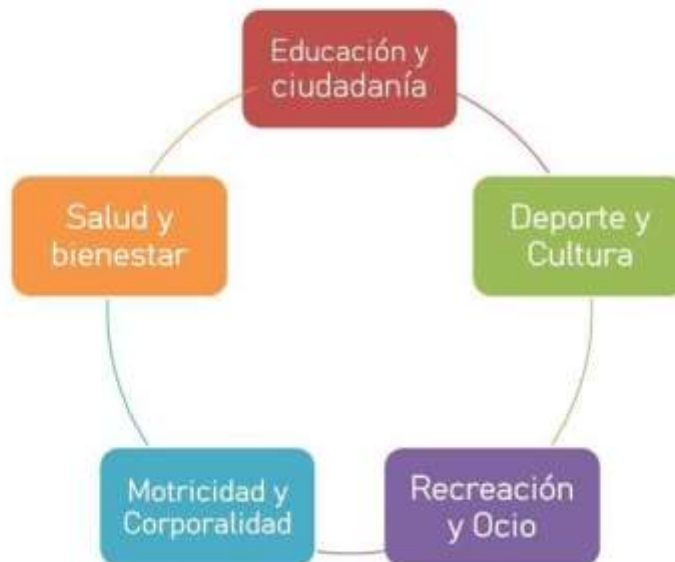 Educación y
ciudadanía
Deporte y
Cultura
Recreación
y Ocio
Motricidad y
Corporalidad
Salud y
bienestar